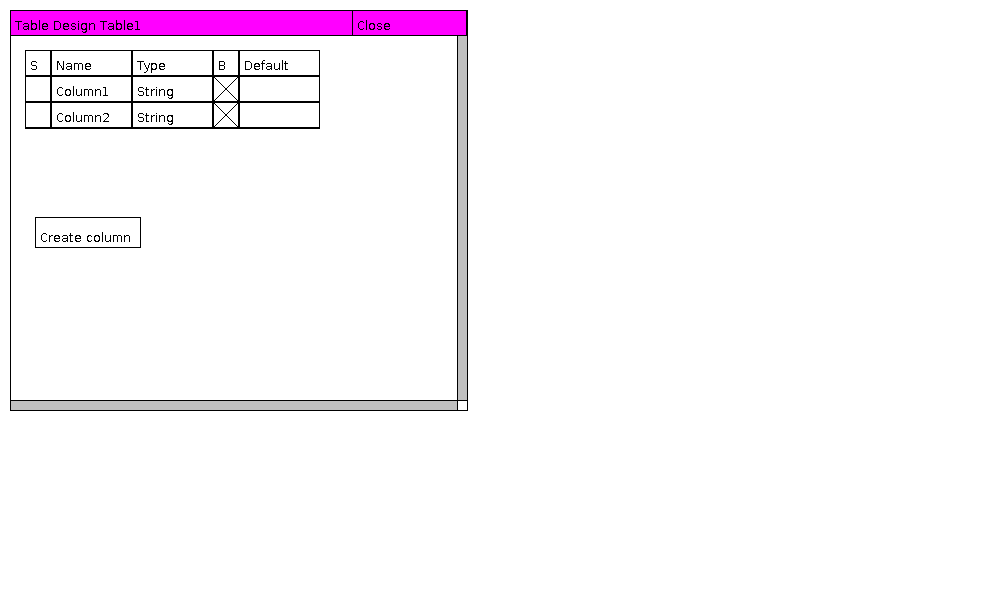 Table Design Table1 Close
S Name Type B Default
Column1 String
Column2 String
Create column